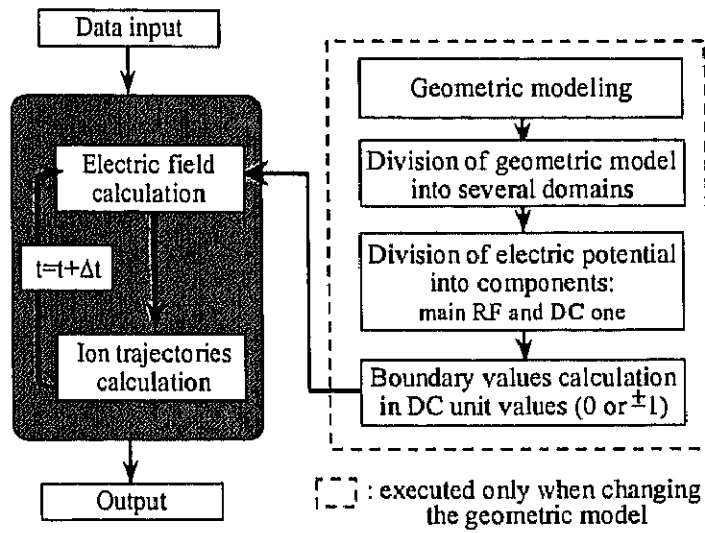 Data input
Electric field
calculation
t=t+Δt
Ion trajectories
calculation
Output
Geometric modeling
Division of geometric model
into several domains
Division of electric potential
into components:
main RF and DC one
Boundary values calculation
in DC unit values (0 or ±1)
: executed only when changing
the geometric model